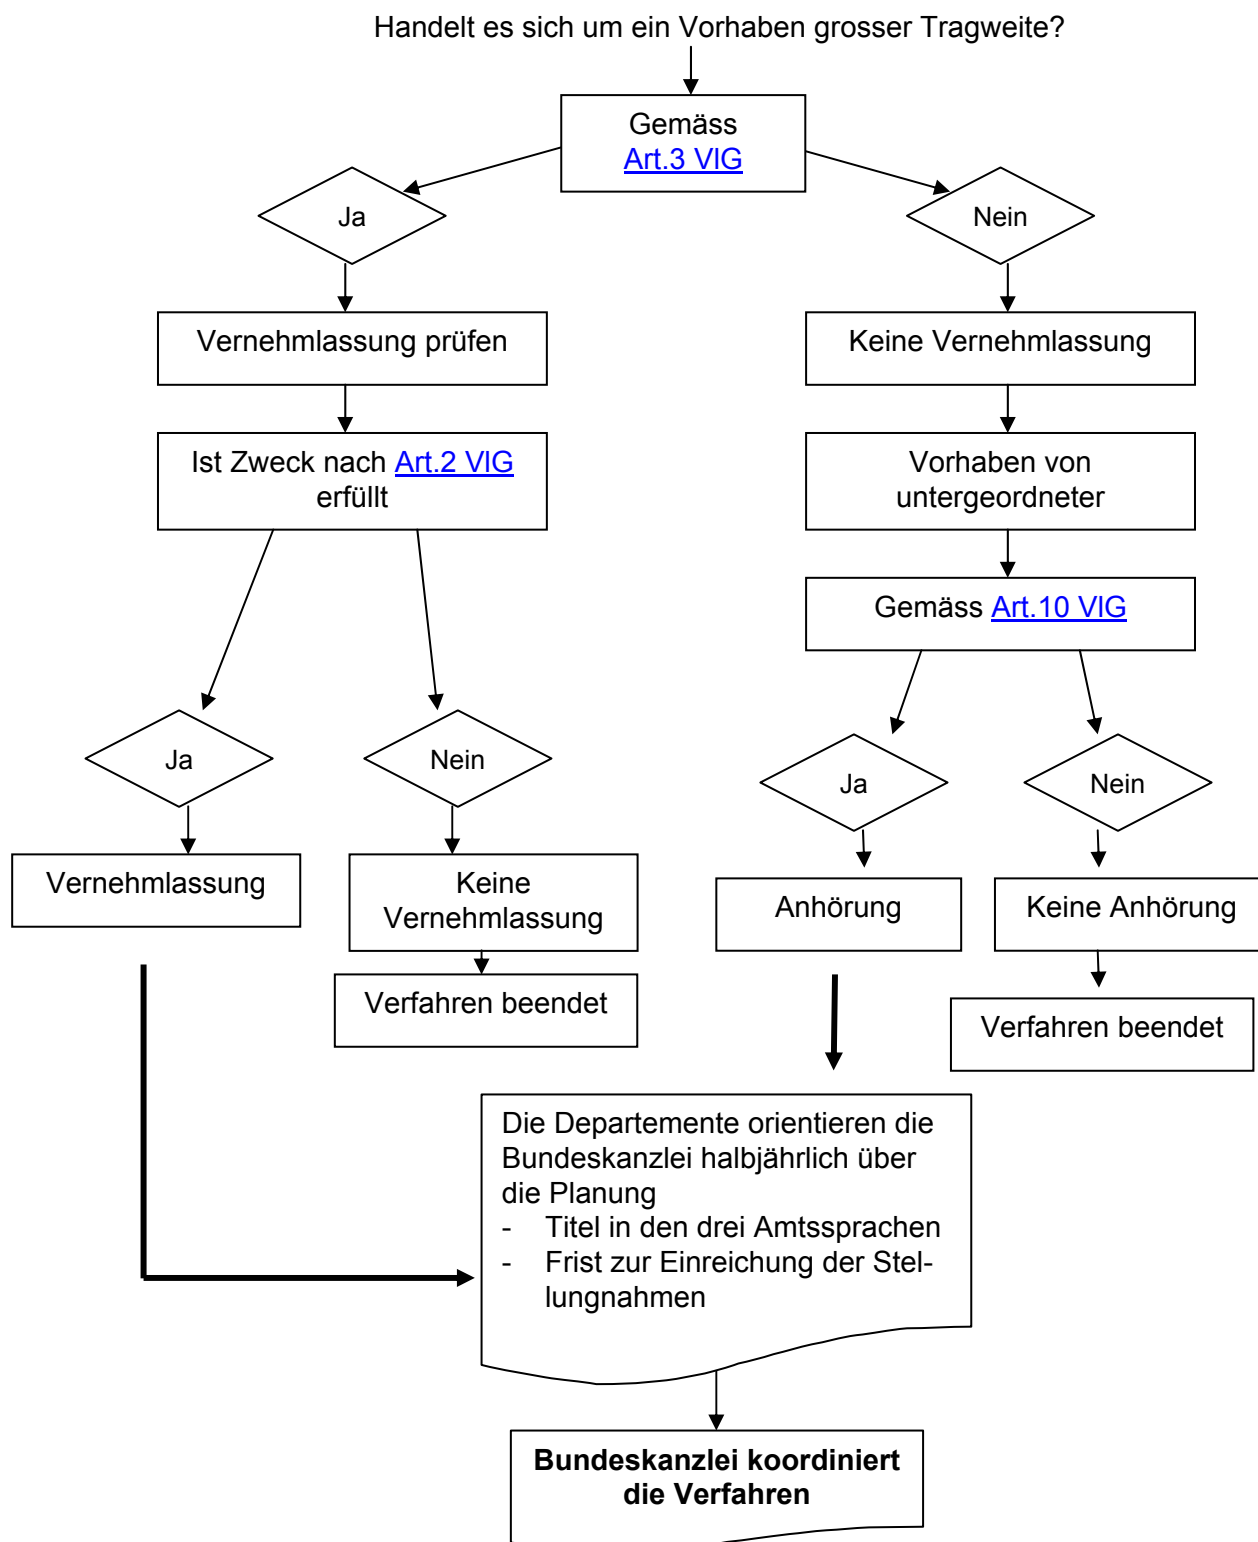 Handelt es sich um ein Vorhaben grosser Tragweite?
Gemäss
Art.3 VlG
Ja
Nein
Vernehmlassung prüfen
Keine Vernehmlassung
Ist Zweck nach Art.2 VlG
erfüllt
Vorhaben von
untergeordneter
Gemäss Art.10 VlG
Ja
Nein
Ja
Nein
Vernehmlassung
Keine
Vernehmlassung
Anhörung
Keine Anhörung
Verfahren beendet
Verfahren beendet
Die Departemente orientieren die
Bundeskanzlei halbjährlich über
die Planung
- Titel in den drei Amtssprachen
- Frist zur Einreichung der Stel-
lungnahmen
Bundeskanzlei koordiniert
die Verfahren